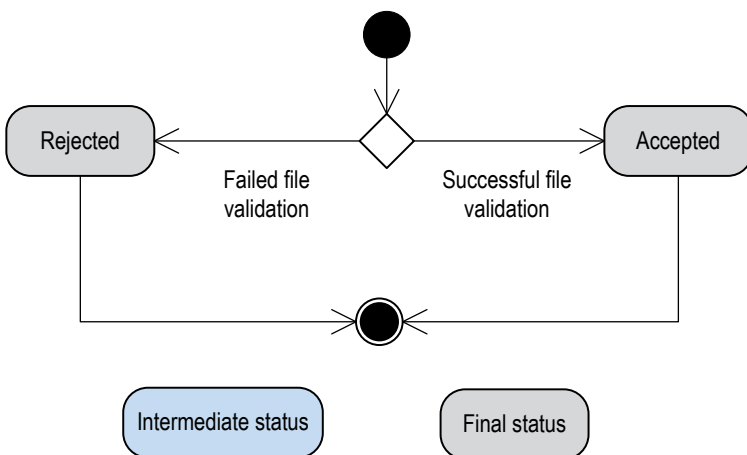 Rejected
Accepted
Failed file
validation
Successful file
validation
Intermediate status
Final status